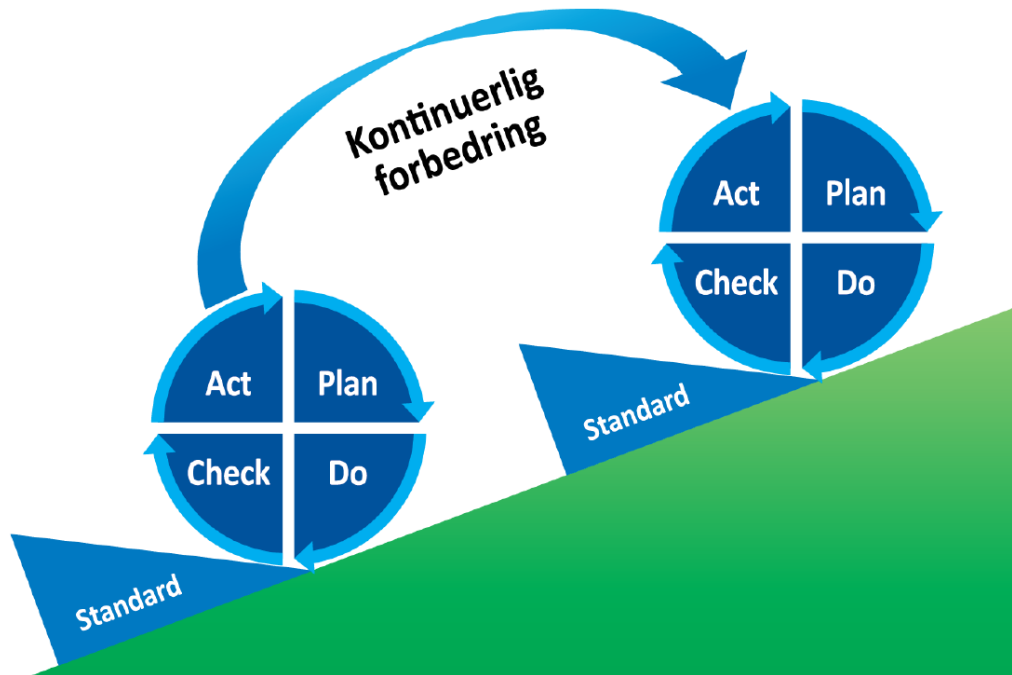 Kontinuerlig
forbedring
Act Plan
Check Do
Standard
Act Plan
Check Do
Standard